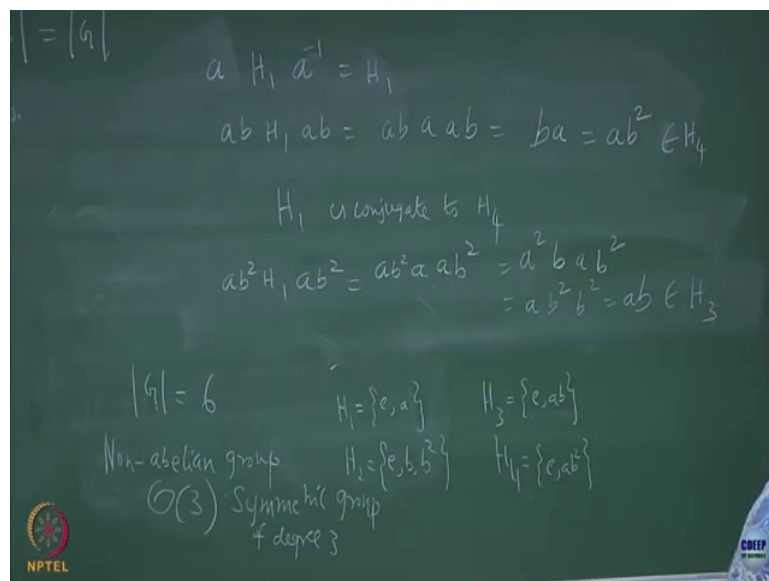 | = |G|
s.
a H₁ a⁻¹ = H₁
ab H₁ ab = ab a ab = ba = ab² ∈ H₄
H₁ is conjugate to H₄
ab² H₁ ab² = ab² a ab² = a² b a b²
= a b² b² = ab ∈ H₃
|G| = 6
H₁ = {e, a} H₃ = {e, ab}
Non-abelian group H₂ = {e, b, b²} H₄ = {e, ab²}
(3) Symmetric group
of degree 3
NPTEL
CDEEP